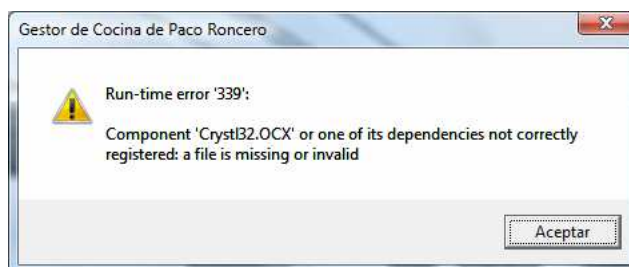 Gestor de Cocina de Paco Roncero
Run-time error '339':
Component 'Crystl32.OCX' or one of its dependencies not correctly
registered: a file is missing or invalid
Aceptar